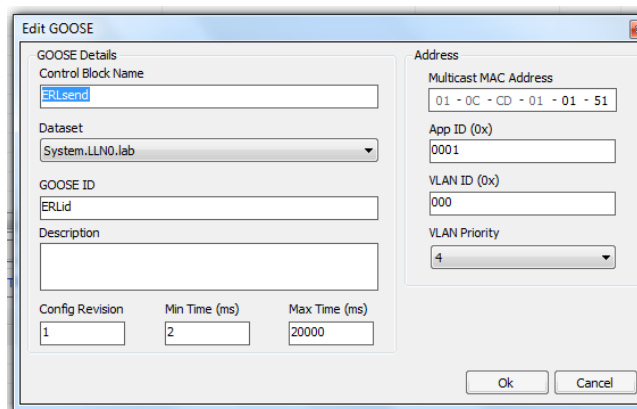 Edit GOOSE
GOOSE Details
Control Block Name
ERLsend
Dataset
System.LLN0.lab
GOOSE ID
ERLid
Description
Config Revision Min Time (ms) Max Time (ms)
1 2 20000
Address
Multicast MAC Address
01 - 0C - CD - 01 - 01 - 51
App ID (0x)
0001
VLAN ID (0x)
000
VLAN Priority
4
Ok Cancel